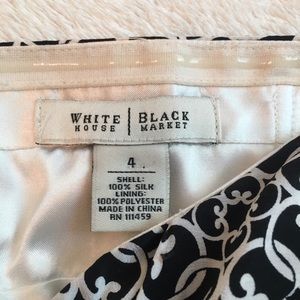 WHITE | BLACK
HOUSE | MARKET
4
SHELL:
100% SILK
LINING:
100% POLYESTER
MADE IN CHINA
RN 111459